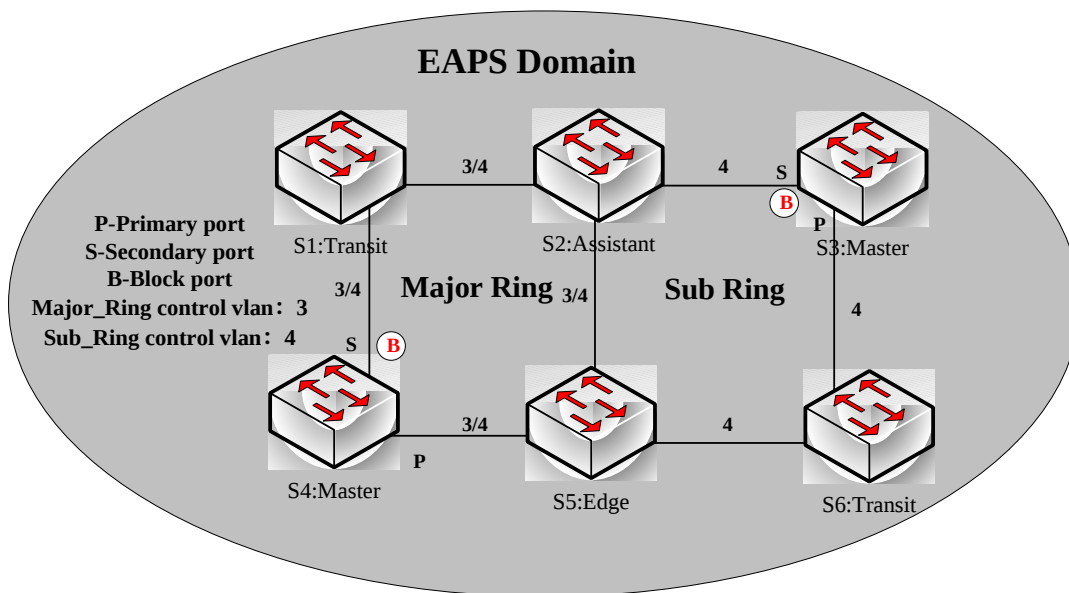 EAPS Domain
3/4
4
S
B
P
S1:Transit
S2:Assistant
S3:Master
P-Primary port
S-Secondary port
B-Block port
Major_Ring control vlan：3
Sub_Ring control vlan：4
3/4
Major Ring
3/4
Sub Ring
4
S
B
3/4
P
4
S4:Master
S5:Edge
S6:Transit